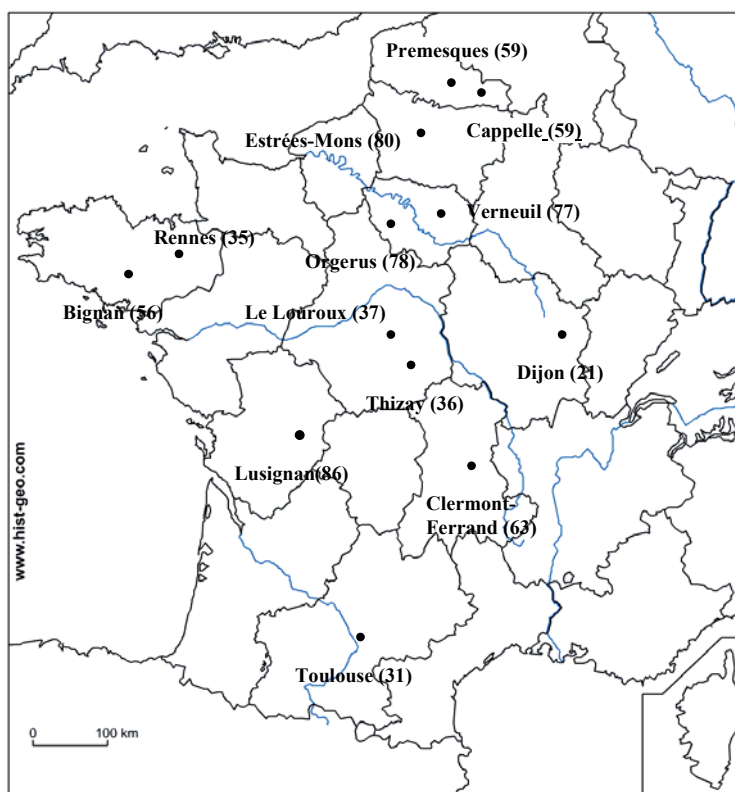 Premesques (59)
Cappelle (59)
Estréés-Mons (80)
Verneuil (77)
Rennes (35)
Orgerus (78)
Bignan (56)
Le Louroux (37)
Dijon (21)
Thizay (36)
Lusignan(86)
Clermont-
Ferrand (63)
www.hist-geo.com
Toulouse (31)
0 100 km